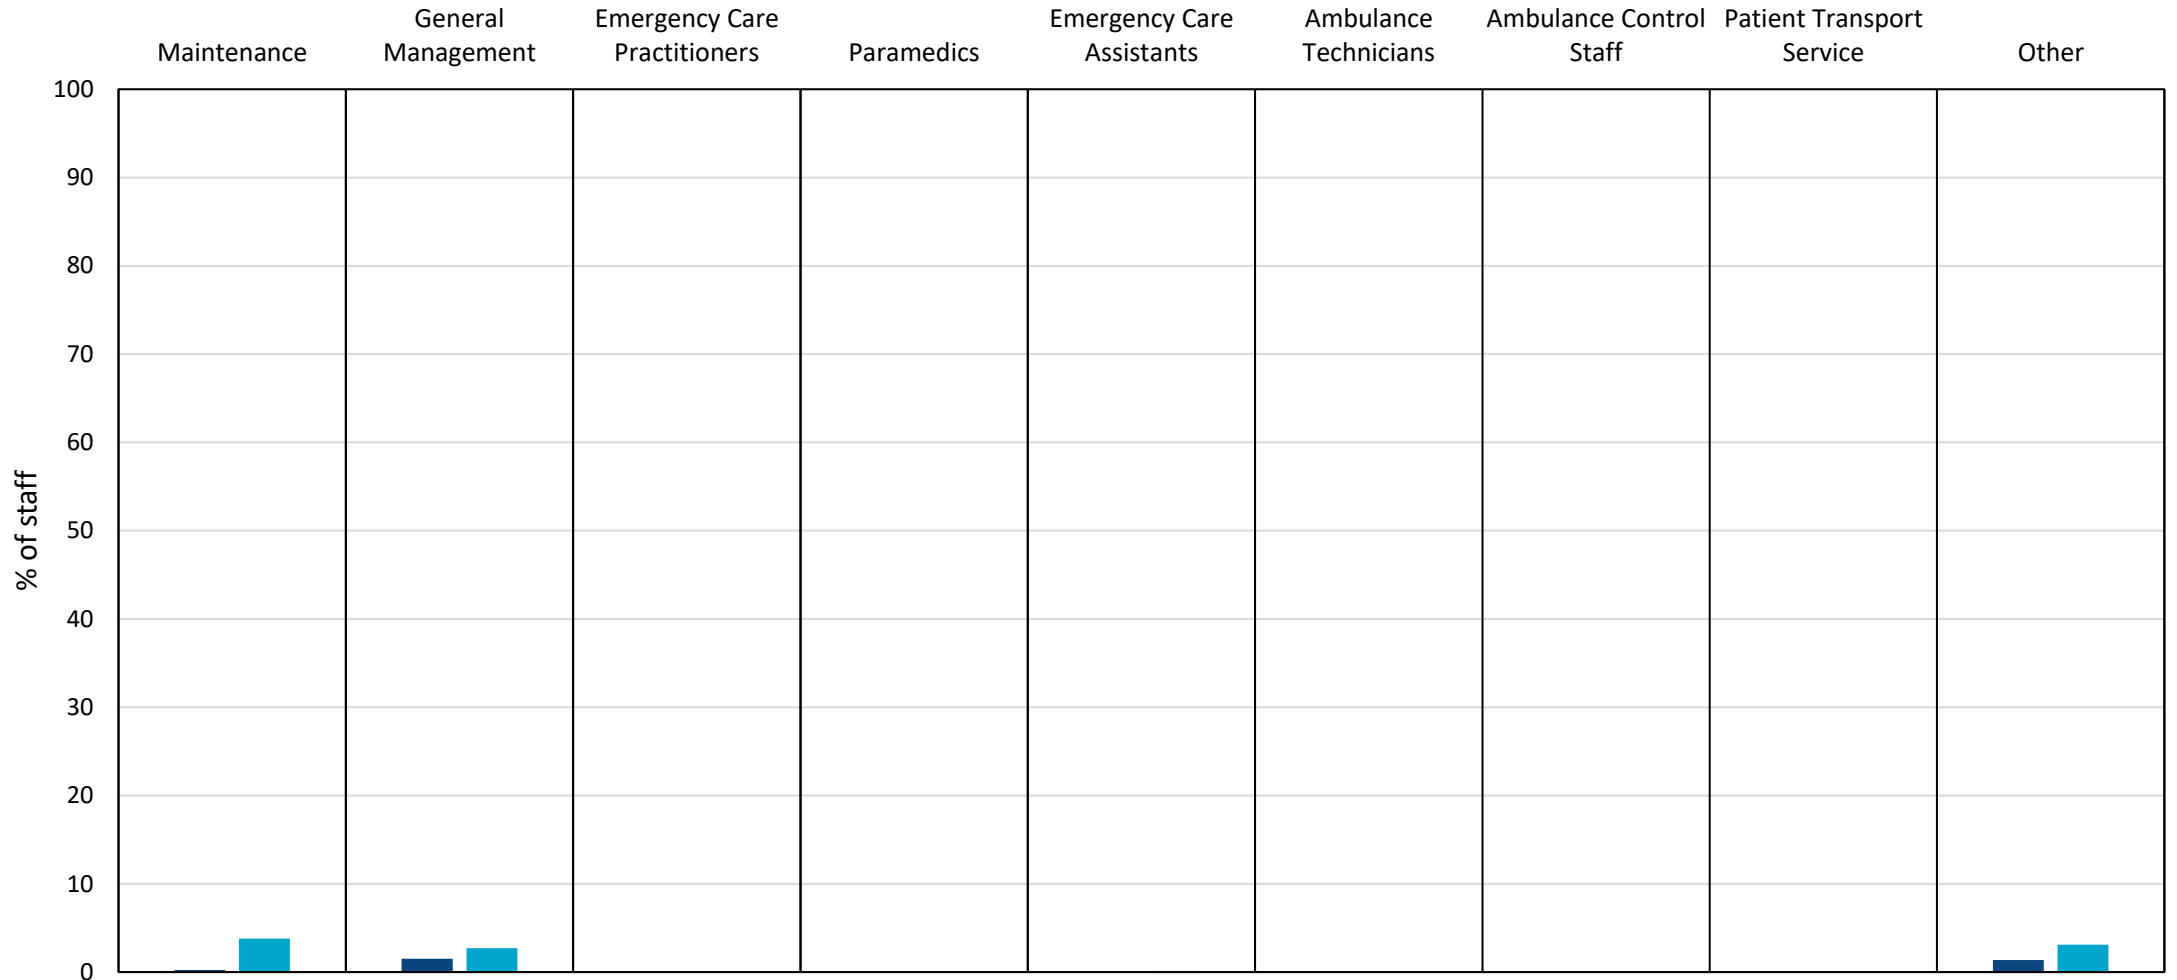 Maintenance
General
Management
Emergency Care
Practitioners
Paramedics
Emergency Care
Assistants
Ambulance
Technicians
Ambulance Control
Staff
Patient Transport
Service
Other
100
90
80
70
60
50
40
30
20
10
0
% of staff